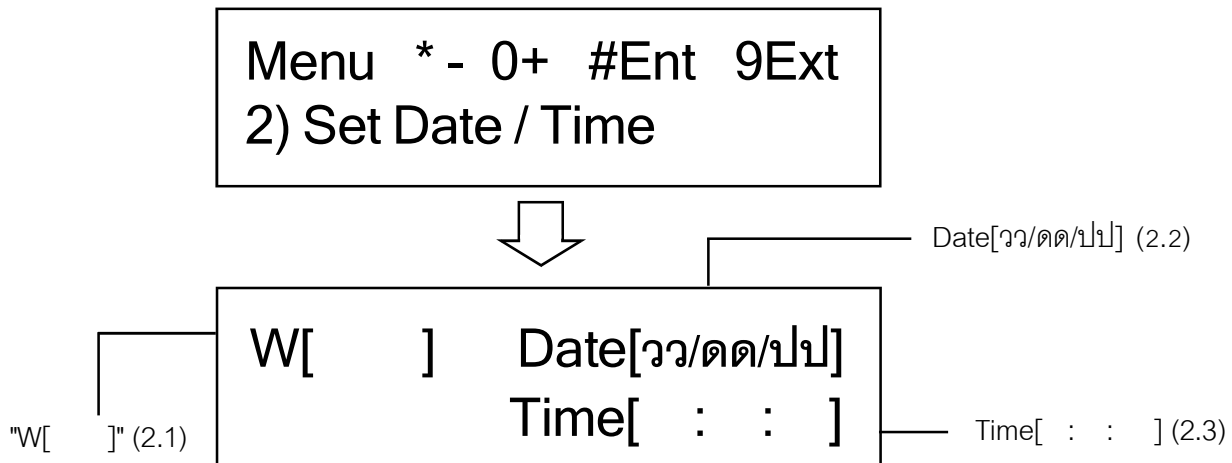 Menu *- 0+ #Ent 9Ext
2) Set Date / Time
Date[วว/ดด/ปป] (2.2)
W[ ] Date[วว/ดด/ปป]
Time[ : : ]
"W[ ]" (2.1)
Time[ : : ] (2.3)